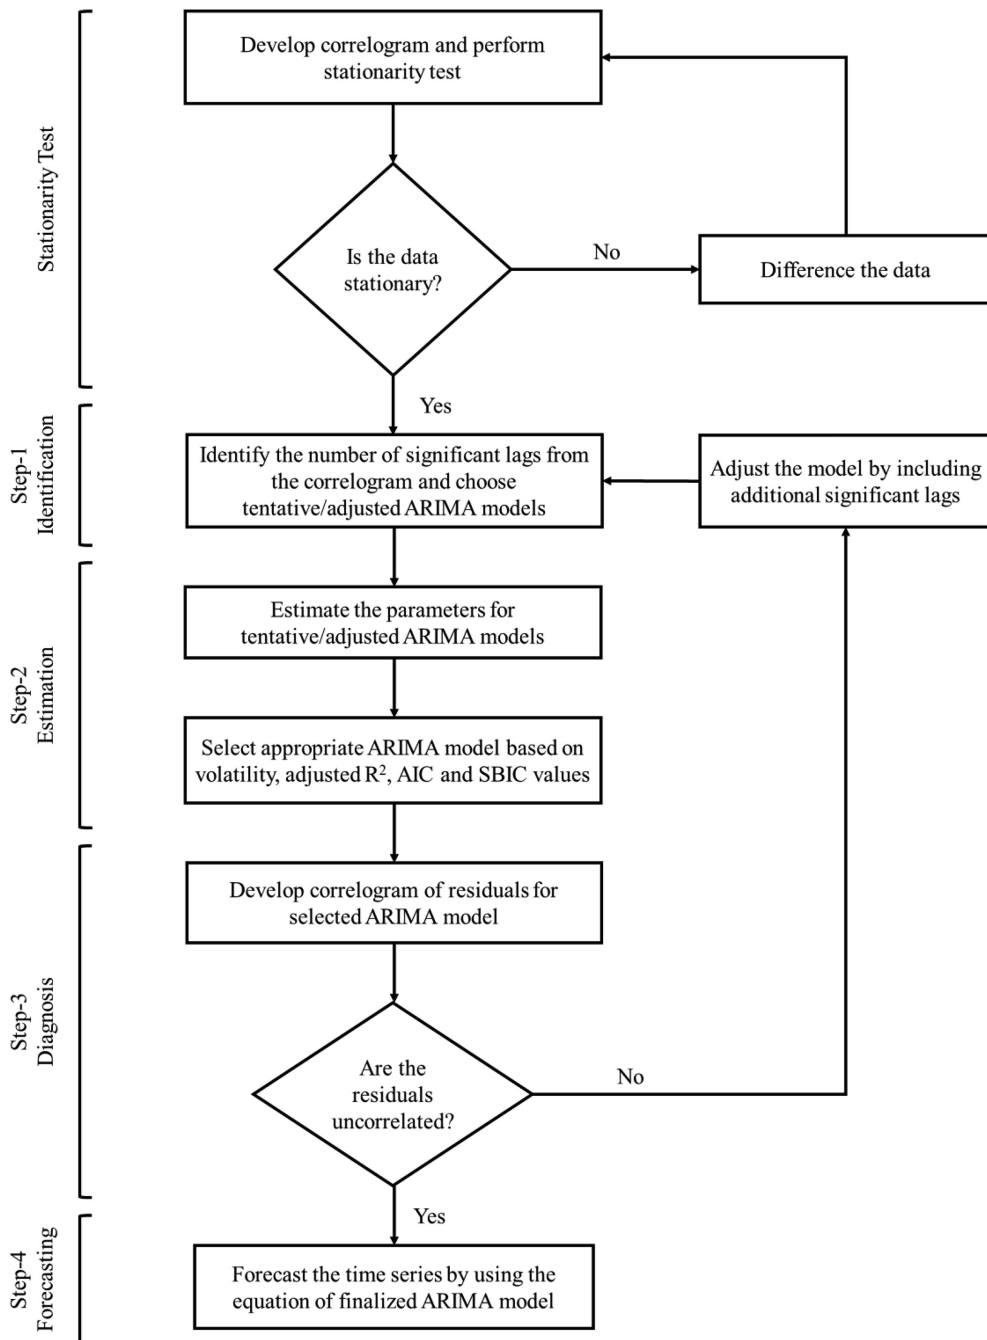 Stationarity Test
Develop correlogram and perform
stationarity test
Is the data
stationary?
No
Difference the data
Yes
Step-1
Identification
Identify the number of significant lags from
the correlogram and choose
tentative/adjusted ARIMA models
Adjust the model by including
additional significant lags
Step-2
Estimation
Estimate the parameters for
tentative/adjusted ARIMA models
Select appropriate ARIMA model based on
volatility, adjusted R², AIC and SBIC values
Step-3
Diagnosis
Develop correlogram of residuals for
selected ARIMA model
Are the
residuals
uncorrelated?
No
Yes
Step-4
Forecasting
Forecast the time series by using the
equation of finalized ARIMA model